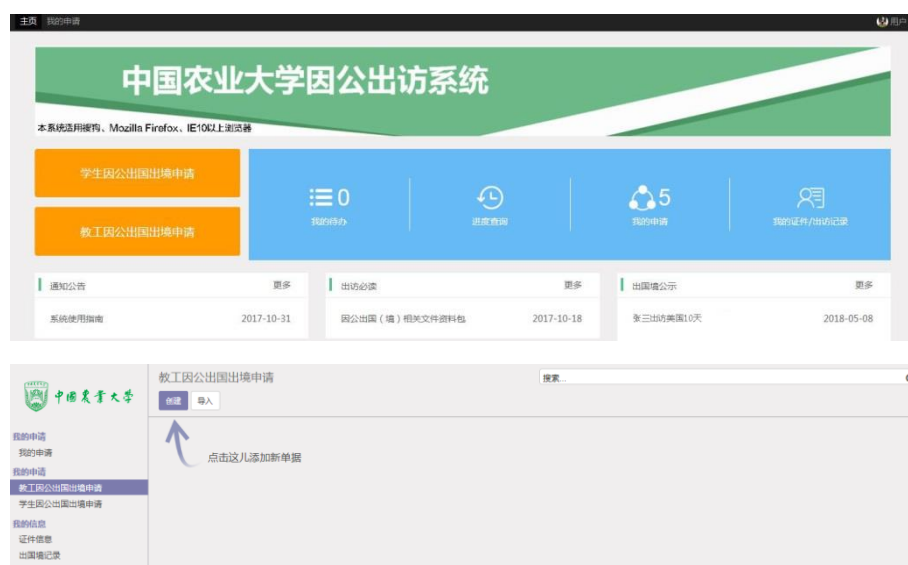 主页 我的申请 用户
中国农业大学因公出访系统
本系统适用搜狗、Mozilla Firefox、IE10以上浏览器
学生因公出国出境申请
教工因公出国出境申请
0
我的待办
进度查询
5
我的申请
我的证件/出访记录
通知公告 更多
系统使用指南 2017-10-31
出访必读 更多
因公出国（境）相关文件资料包 2017-10-18
出国境公示 更多
张三出访美国10天 2018-05-08
中国农业大学
教工因公出国出境申请
搜索...
创建 导入
点击这儿添加新单据
我的申请
我的申请
我的申请
教工因公出国出境申请
学生因公出国出境申请
我的信息
证件信息
出国境记录